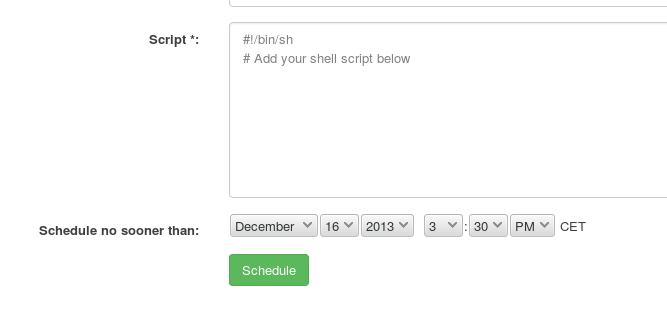 Script *:
#!/bin/sh
# Add your shell script below
Schedule no sooner than: December 16 2013 3 : 30 PM CET
Schedule